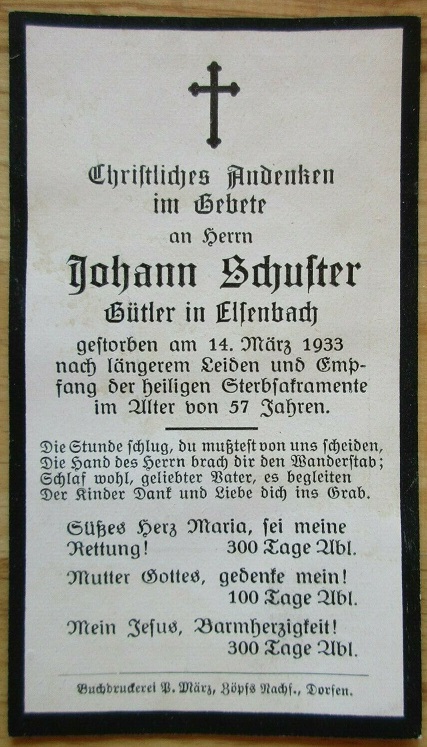 Christliches Andenken
im Gebete
an Herrn
Johann Schuster
Gütler in Elsenbach
gestorben am 14. März 1933
nach längerem Leiden und Emp-
fang der heiligen Sterbsakramente
im Alter von 57 Jahren.
Die Stunde schlug, du mußtest von uns scheiden,
Die Hand des Herrn brach dir den Wanderstab;
Schlaf wohl, geliebter Vater, es begleiten
Der Kinder Dank und Liebe dich ins Grab.
Süßes Herz Maria, sei meine
Rettung! 300 Tage Abl.
Mutter Gottes, gedenke mein!
100 Tage Abl.
Mein Jesus, Barmherzigkeit!
300 Tage Abl.
Buchdruckerei P. März, Zöpfs Nachf., Dorfen.